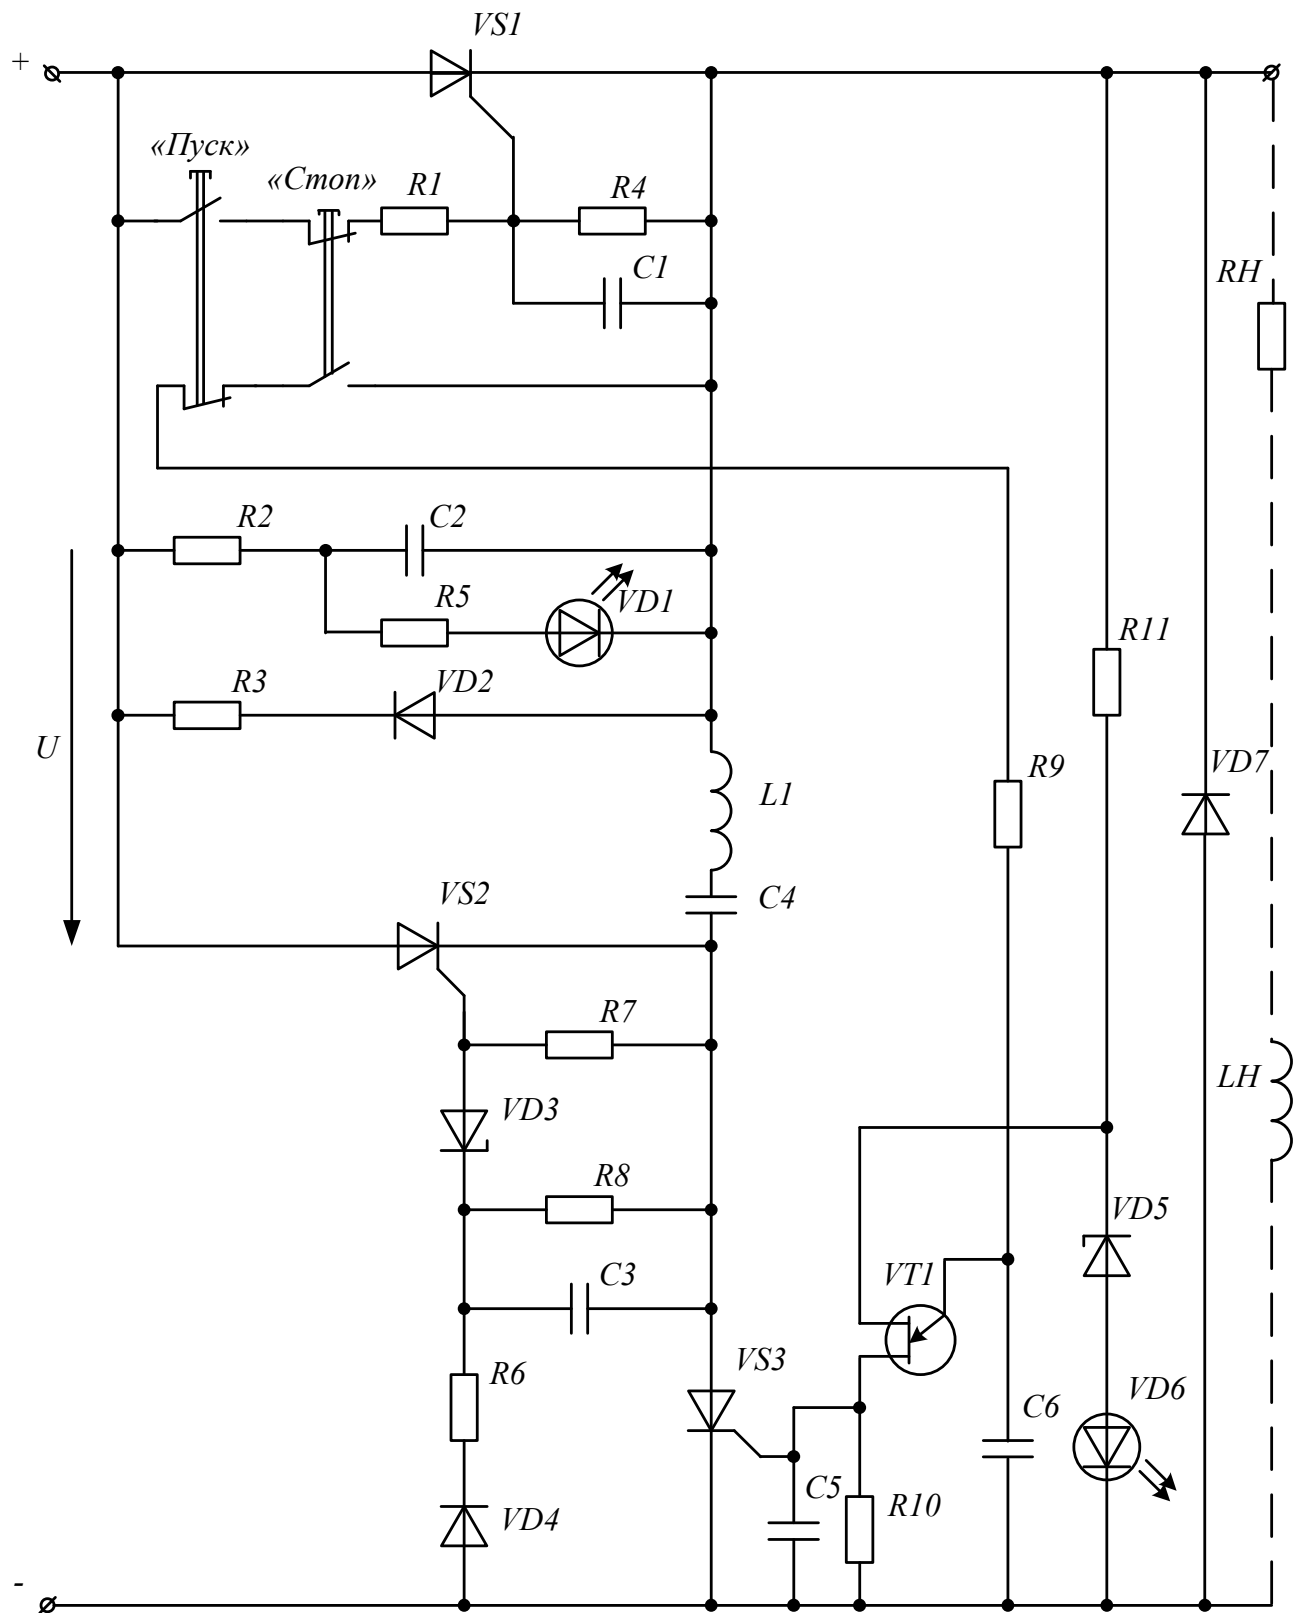 VS1
+
«Пуск»
«Стоп»
R1
R4
C1
RH
R2
C2
R5
VD1
R11
R3
VD2
U
L1
R9
VD7
VS2
C4
R7
LH
VD3
R8
VD5
C3
VT1
VS3
R6
VD6
C6
C5
R10
VD4
-